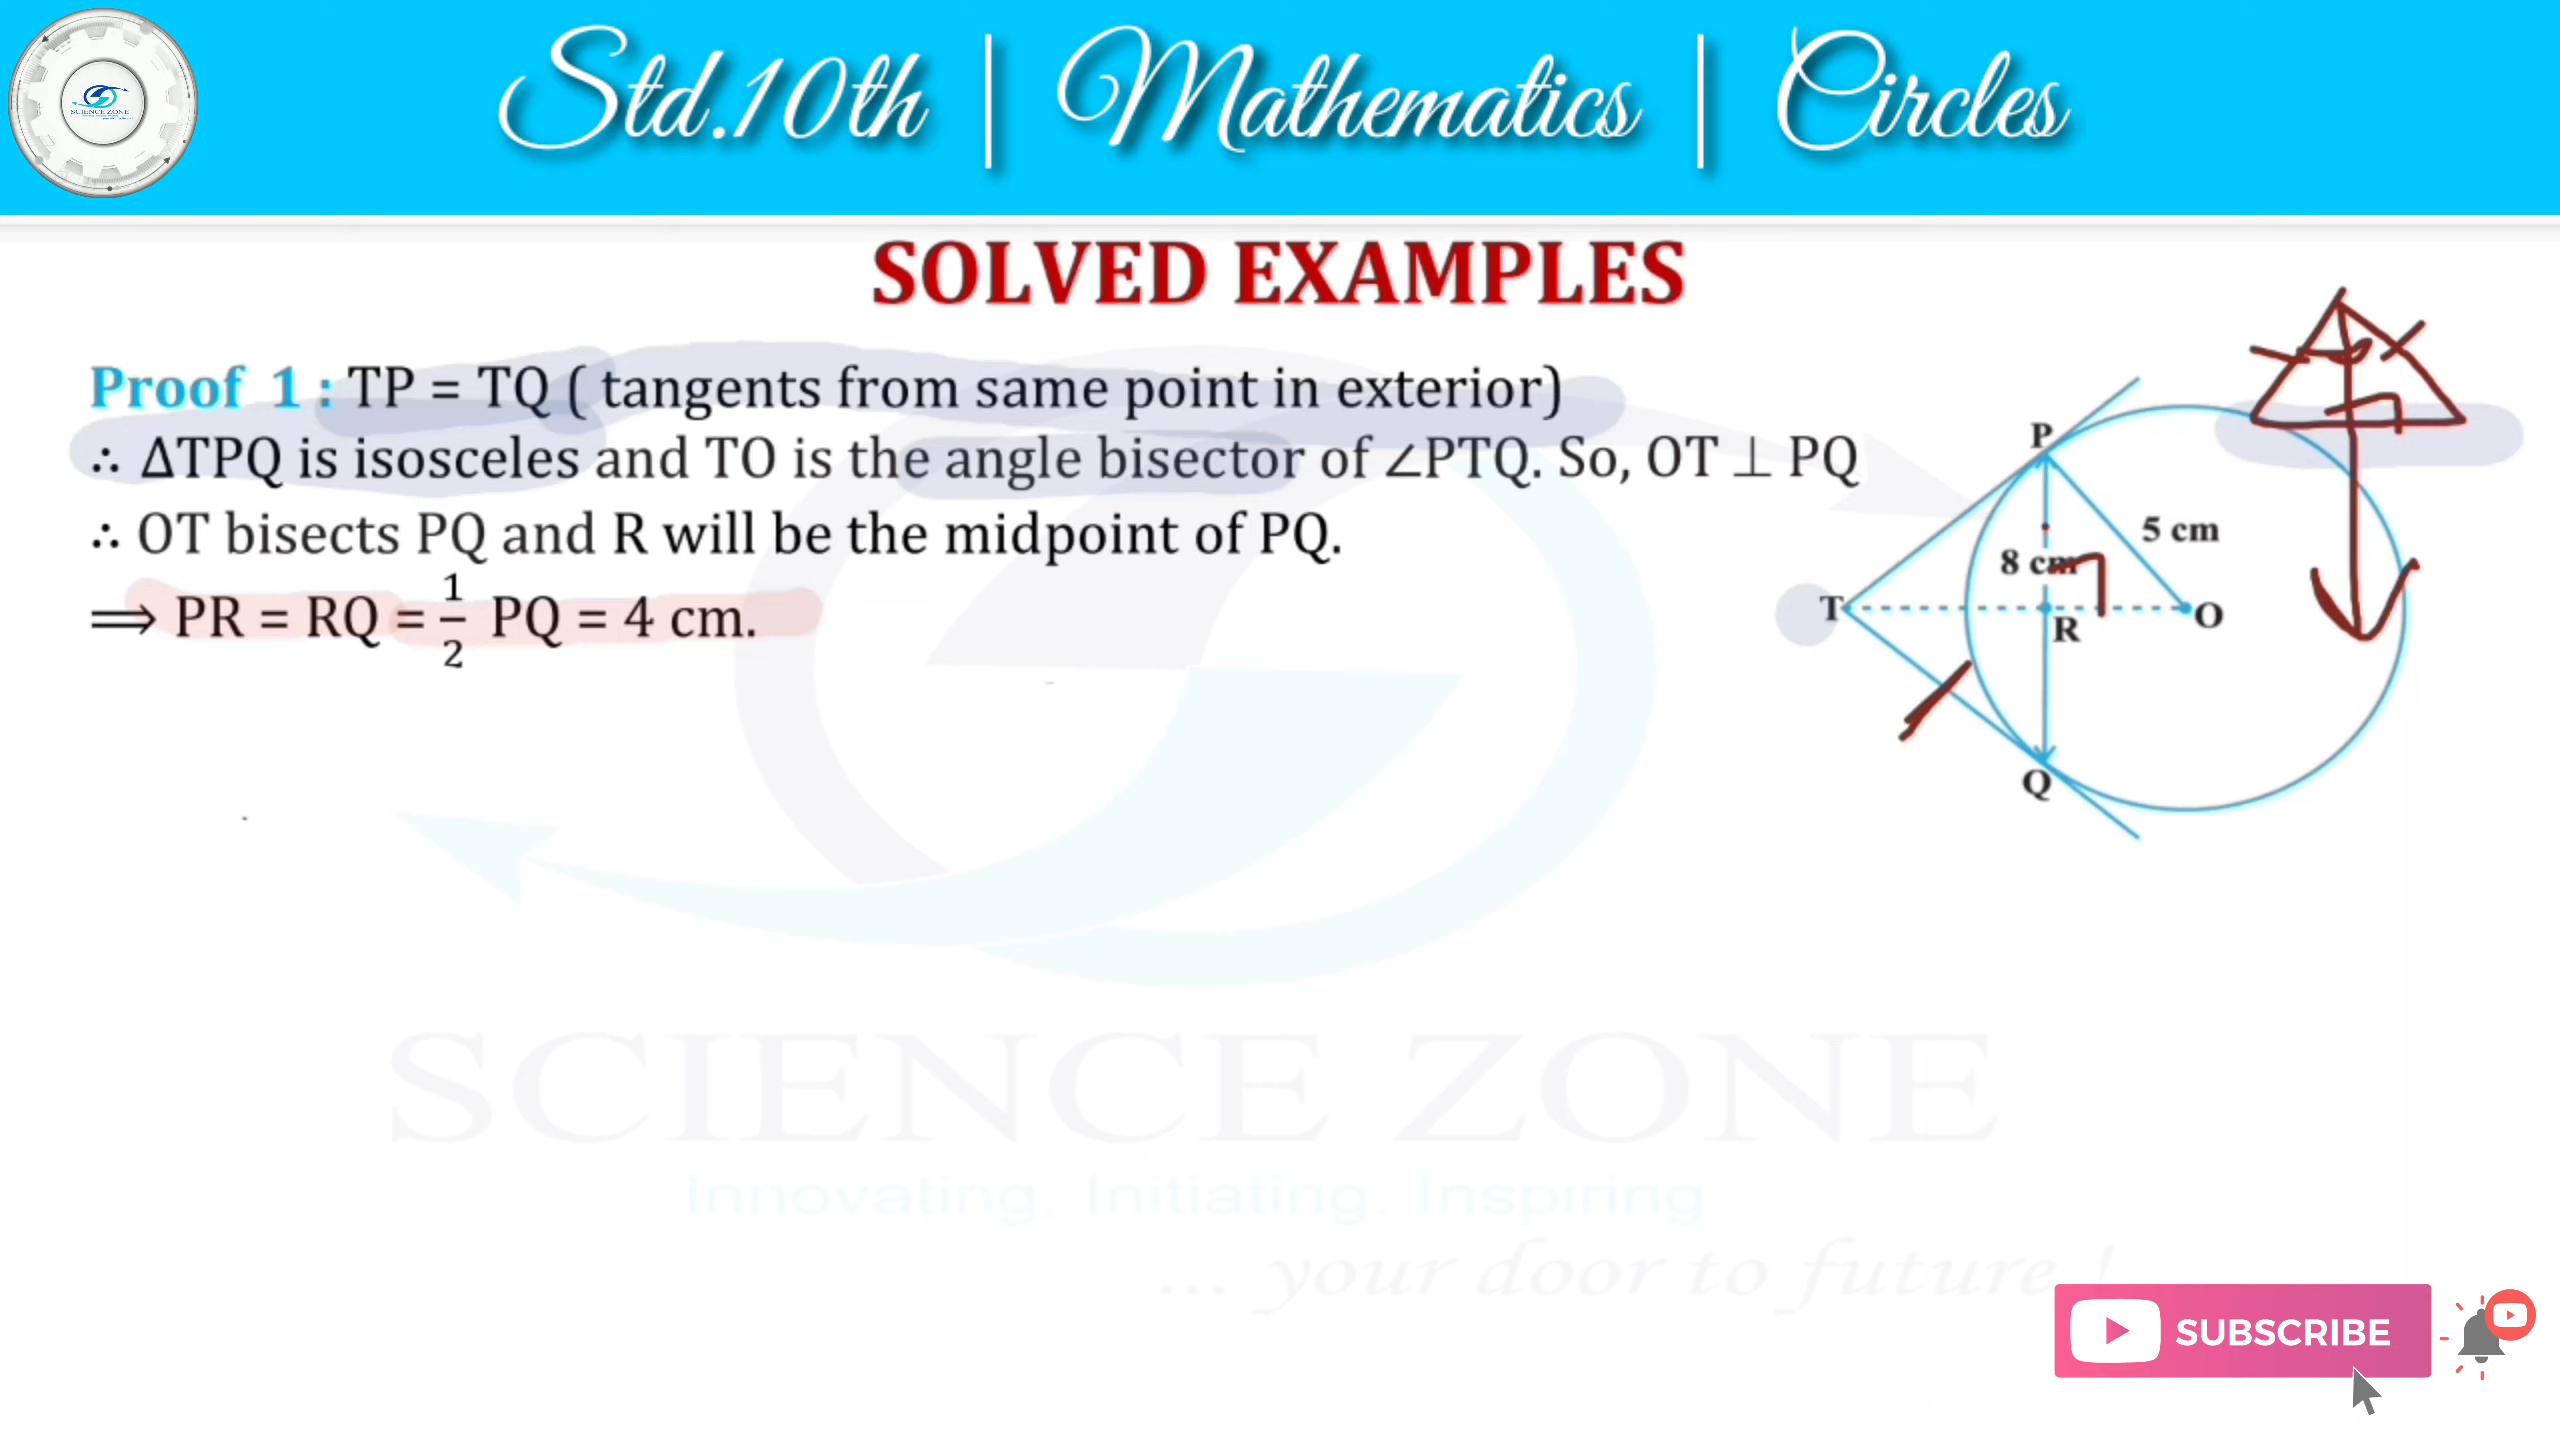 SCIENCE ZONE
Std.10th | Mathematics | Circles
SOLVED EXAMPLES
Proof 1 : TP = TQ ( tangents from same point in exterior)
∴ ΔTPQ is isosceles and TO is the angle bisector of ∠PTQ. So, OT ⊥ PQ
∴ OT bisects PQ and R will be the midpoint of PQ.
⟹ PR = RQ = 1/2 PQ = 4 cm.
P
5 cm
8 cm
T
R
O
Q
SCIENCE ZONE
Innovating, Initiating, Inspiring
... your door to future !
SUBSCRIBE